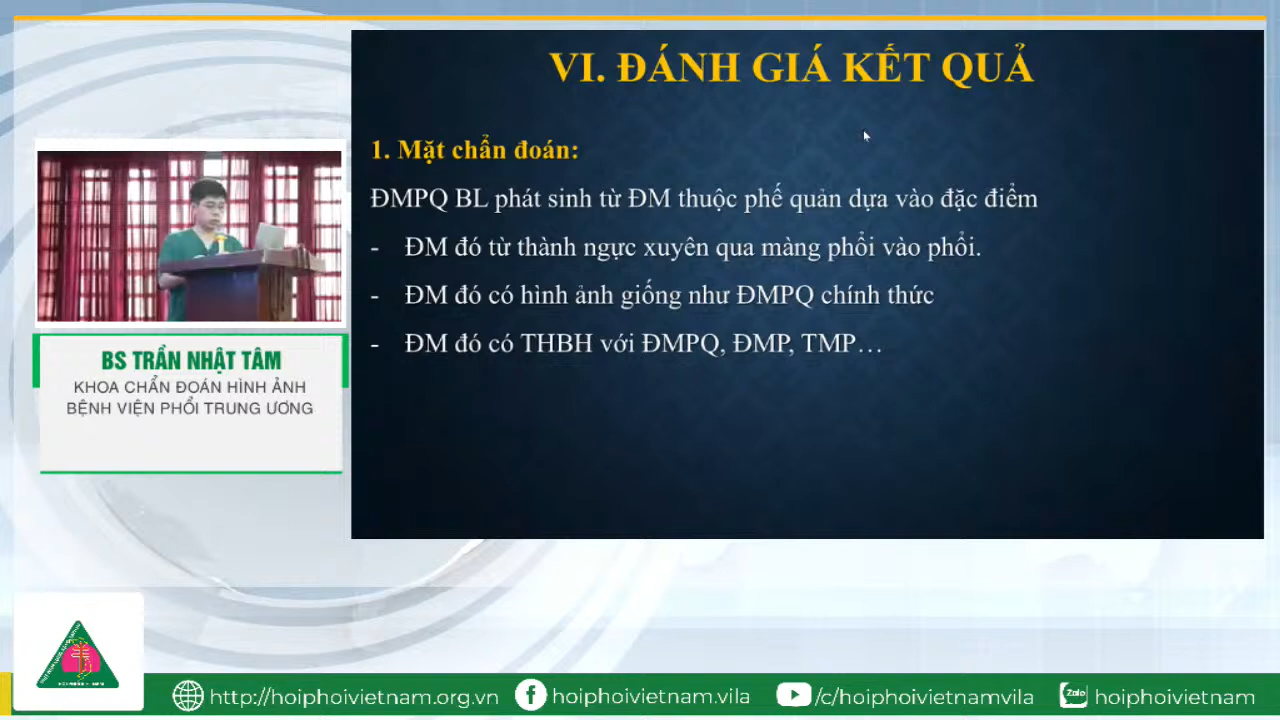 VI. ĐÁNH GIÁ KẾT QUẢ
1. Mặt chẩn đoán:
ĐMPQ BL phát sinh từ ĐM thuộc phế quản dựa vào đặc điểm
- ĐM đó từ thành ngực xuyên qua màng phổi vào phổi.
- ĐM đó có hình ảnh giống như ĐMPQ chính thức
- ĐM đó có THBH với ĐMPQ, ĐMP, TMP…
BS TRẦN NHẬT TÂM
KHOA CHẨN ĐOÁN HÌNH ẢNH
BỆNH VIỆN PHỔI TRUNG ƯƠNG
http://hoiphoivietnam.org.vn
hoiphoivietnam.vila
/c/hoiphoivietnamvila
Zalo
hoiphoivietnam